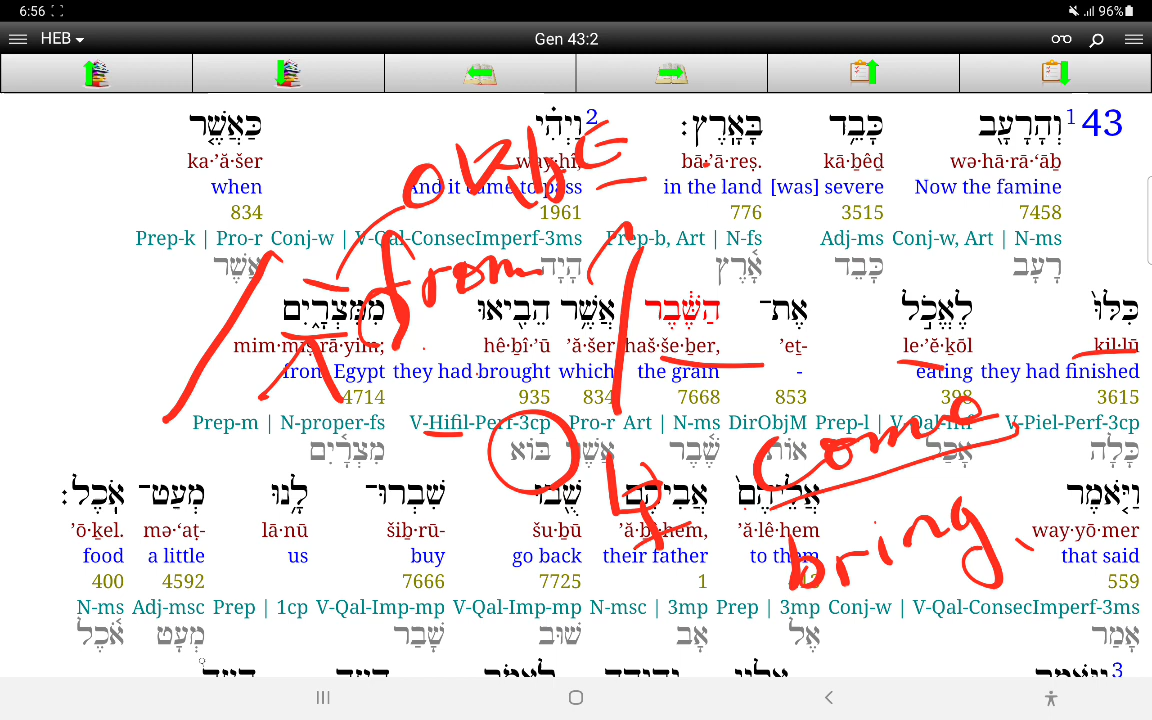 6:56 96%
HEB Gen 43:2
43 1 וְהָרָעָ֖ב כָּבֵ֥ד בָּאָֽרֶץ׃ 2 וַיְהִ֗י כַּאֲשֶׁ֤ר
wə·hā·rā·‘āḇ kā·ḇêḏ bā·’ā·reṣ. way·hî, ka·’ă·šer
Now the famine [was] severe in the land And it came to pass when
7458 3515 776 1961 834
Conj-w, Art | N-ms Adj-ms Prep-b, Art | N-fs Conj-w | V-Qal-ConsecImperf-3ms Prep-k | Pro-r
רָעָב כָּבֵד אֶ֫רֶץ הָיָה אֲשֶׁר
כִּלּוּ֙ לֶאֱכֹ֣ל אֶת־ הַשֶּׁ֔בֶר אֲשֶׁ֥ר הֵבִ֖יאוּ מִמִּצְרָ֑יִם
kil·lū le·’ĕ·ḵōl ’eṯ- haš·še·ḇer, ’ă·šer hê·ḇî·’ū mim·miṣ·rā·yim;
they had finished eating - the grain which they had brought from Egypt
3615 398 853 7668 834 935 4714
V-Piel-Perf-3cp Prep-l | V-Qal-Inf DirObjM Art | N-ms Pro-r V-Hifil-Perf-3cp Prep-m | N-proper-fs
כָּלָה אָכַל אוֹת שֶׁ֫בֶר אֲשֶׁר בּוֹא מִצְרָ֫יִם
וַיֹּ֤אמֶר אֲלֵיהֶם֙ אֲבִיהֶ֔ם שֻׁ֖בוּ שִׁבְרוּ־ לָ֥נוּ מְעַט־ אֹֽכֶל׃
way·yō·mer ’ă·lê·hem ’ă·ḇî·hem, šu·ḇū šiḇ·rū- lā·nū mə·‘aṭ- ’ō·ḵel.
that said to them their father go back buy us a little food
559 413 1 7725 7666 4592 400
Conj-w | V-Qal-ConsecImperf-3ms Prep | 3mp N-msc | 3mp V-Qal-Imp-mp V-Qal-Imp-mp Prep | 1cp Adj-msc N-ms
אָמַר אֶל אָב שׁוּב שָׁבַר מְעָט אֹ֫כֶל
3
from
come
bring